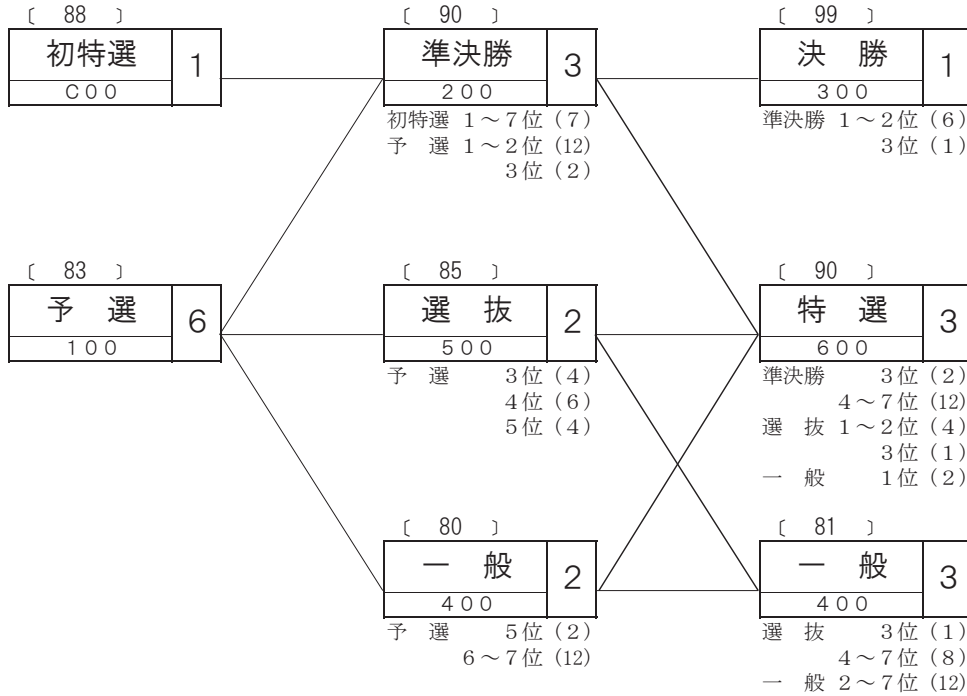 〔 88 〕
初特選 1
C00
〔 90 〕
準決勝 3
200
初特選 1～7位 (7)
予 選 1～2位 (12)
3位 (2)
〔 99 〕
決 勝 1
300
準決勝 1～2位 (6)
3位 (1)
〔 83 〕
予 選 6
100
〔 85 〕
選 抜 2
500
予 選 3位 (4)
4位 (6)
5位 (4)
〔 90 〕
特 選 3
600
準決勝 3位 (2)
4～7位 (12)
選 抜 1～2位 (4)
3位 (1)
一 般 1位 (2)
〔 80 〕
一 般 2
400
予 選 5位 (2)
6～7位 (12)
〔 81 〕
一 般 3
400
選 抜 3位 (1)
4～7位 (8)
一 般 2～7位 (12)